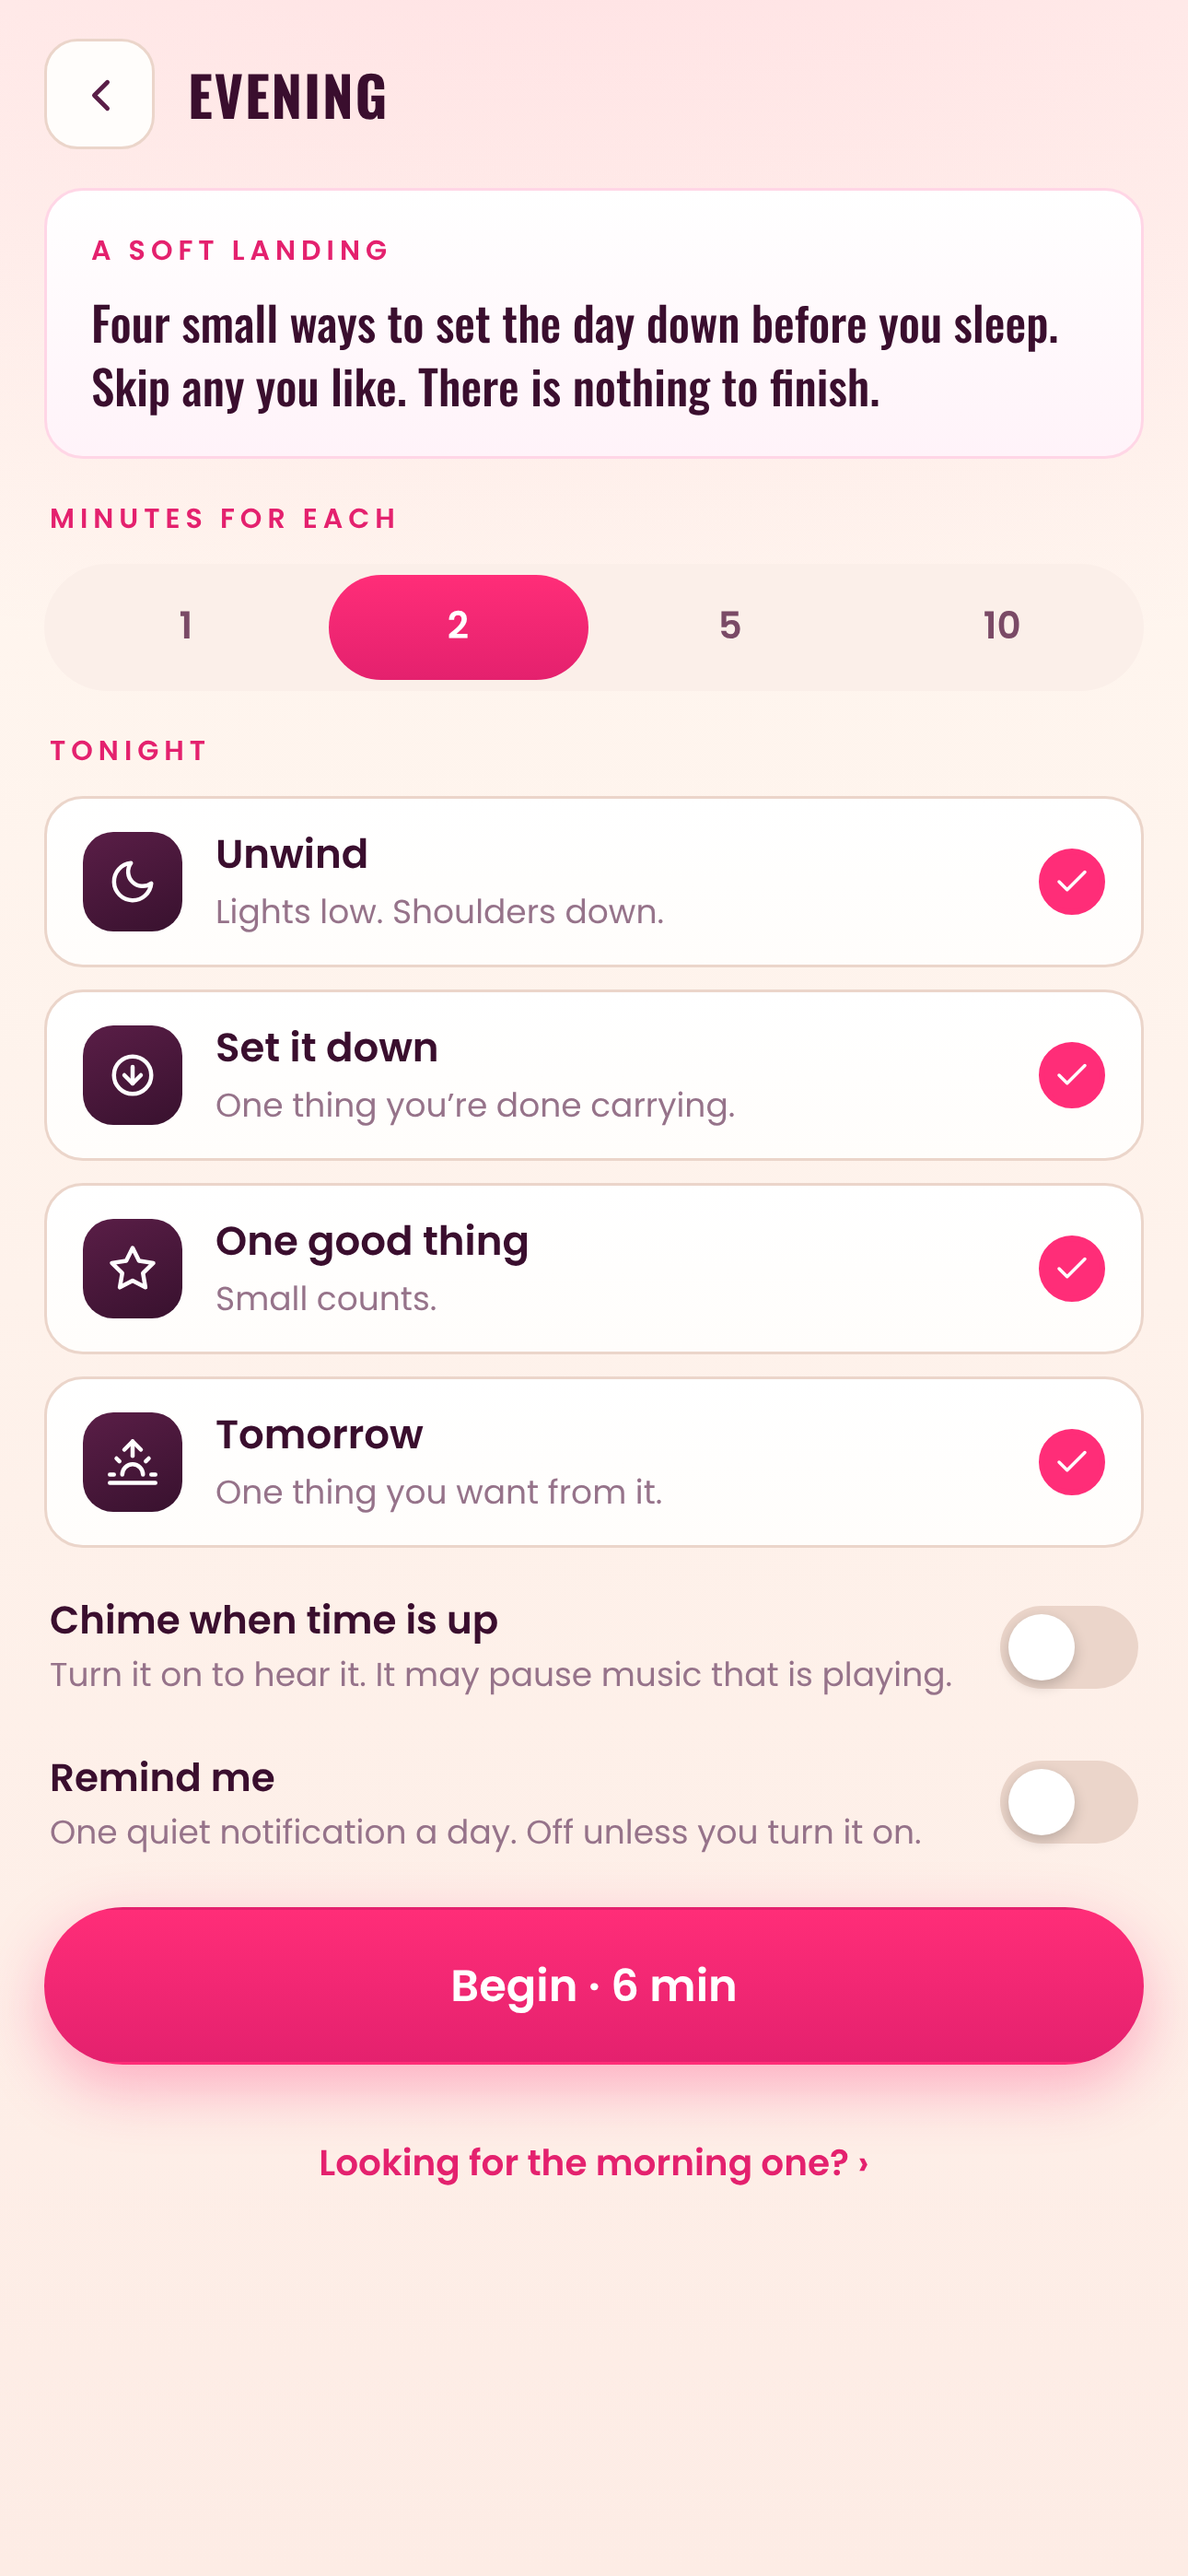 EVENING
A SOFT LANDING
Four small ways to set the day down before you sleep.
Skip any you like. There is nothing to finish.
MINUTES FOR EACH
1 2 5 10
TONIGHT
Unwind
Lights low. Shoulders down.
Set it down
One thing you’re done carrying.
One good thing
Small counts.
Tomorrow
One thing you want from it.
Chime when time is up
Turn it on to hear it. It may pause music that is playing.
Remind me
One quiet notification a day. Off unless you turn it on.
Begin · 6 min
Looking for the morning one? ›